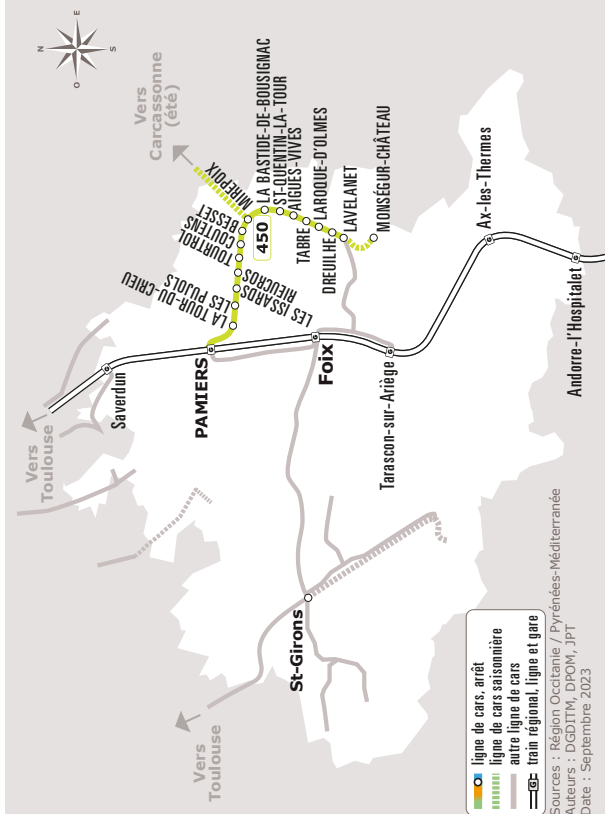 N
E
S
O
Vers
Carcassonne
(été)
Vers
Toulouse
Saverdun
PAMIERS
LA TOUR-DU-CRIEU
LES PUJOLS
LES ISSARDS
RIEUCROS
TOURTROL
COUTENS
BESSET
MIREPOIX
450
LA BASTIDE-DE-BOUSIGNAC
ST-QUENTIN-LA-TOUR
AIGUES-VIVES
TABRE
LAROQUE-D'OLMES
DREUILHE
LAVELANET
MONSÉGUR-CHÂTEAU
Foix
Tarascon-sur-Ariège
Ax-les-Thermes
Andorre-l'Hospitalet
St-Girons
Vers
Toulouse
ligne de cars, arrêt
ligne de cars saisonnière
autre ligne de cars
G train régional, ligne et gare
Sources : Région Occitanie / Pyrénées-Méditerranée
Auteurs : DGDITM, DPOM, JPT
Date : Septembre 2023